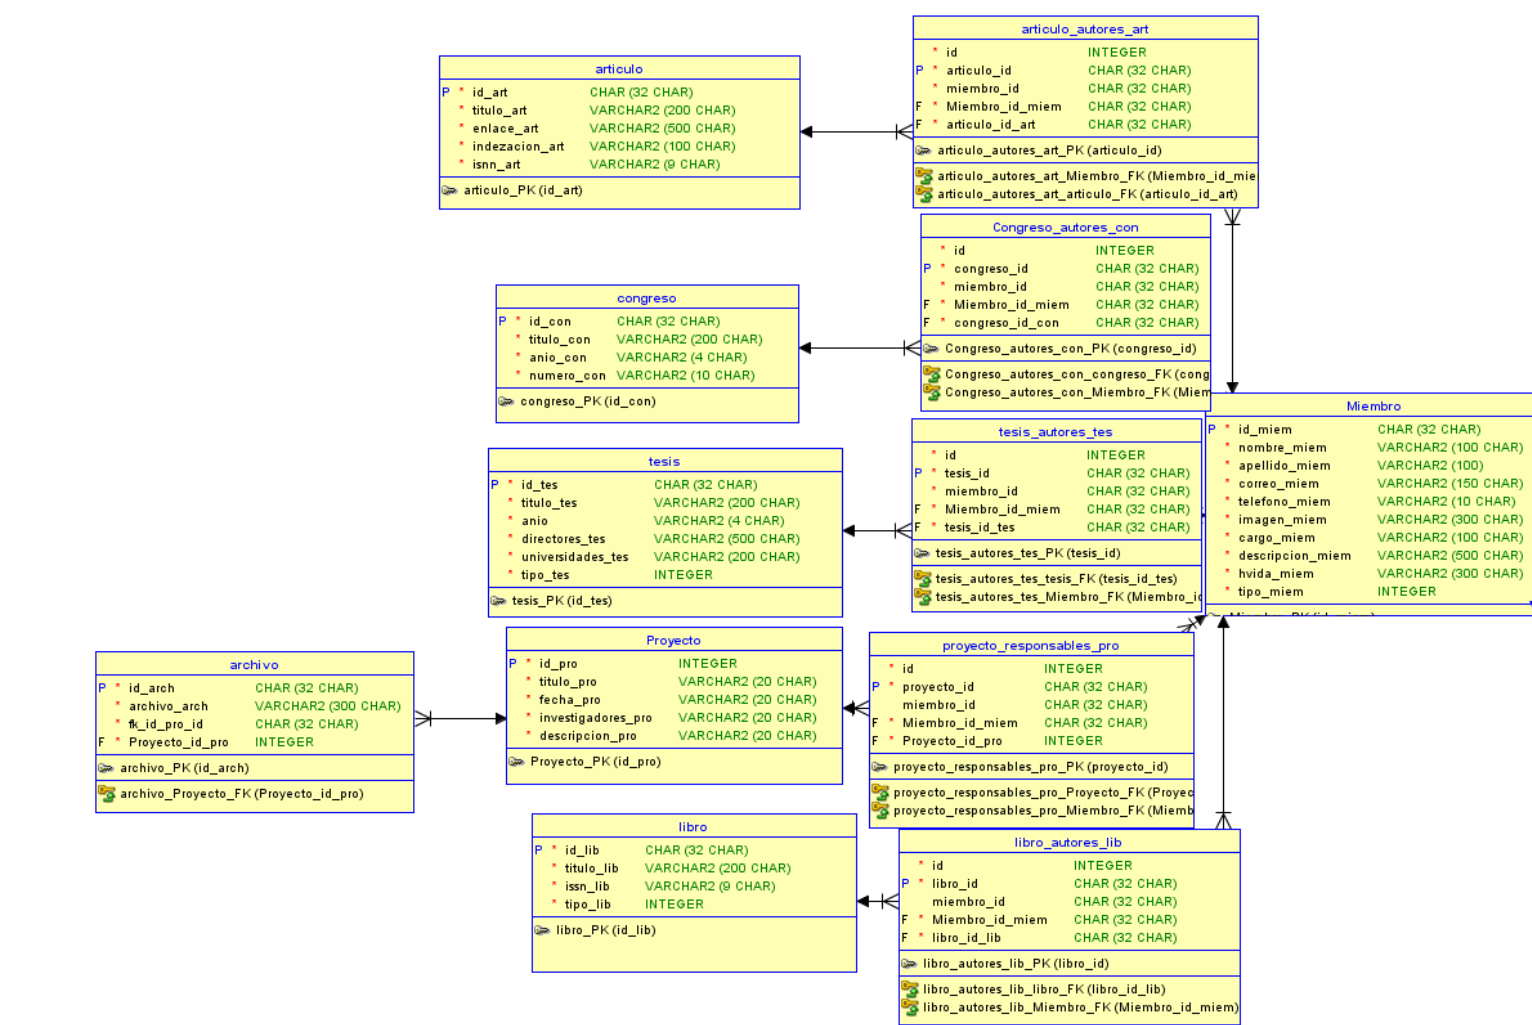 articulo_autores_art
* id INTEGER
P * articulo_id CHAR (32 CHAR)
* miembro_id CHAR (32 CHAR)
F * Miembro_id_miem CHAR (32 CHAR)
F * articulo_id_art CHAR (32 CHAR)
articulo_autores_art_PK (articulo_id)
articulo_autores_art_Miembro_FK (Miembro_id_mie
articulo_autores_art_articulo_FK (articulo_id_art)
articulo
P * id_art CHAR (32 CHAR)
* titulo_art VARCHAR2 (200 CHAR)
* enlace_art VARCHAR2 (500 CHAR)
* indezacion_art VARCHAR2 (100 CHAR)
* isnn_art VARCHAR2 (9 CHAR)
articulo_PK (id_art)
Congreso_autores_con
* id INTEGER
P * congreso_id CHAR (32 CHAR)
* miembro_id CHAR (32 CHAR)
F * Miembro_id_miem CHAR (32 CHAR)
F * congreso_id_con CHAR (32 CHAR)
Congreso_autores_con_PK (congreso_id)
Congreso_autores_con_congreso_FK (cong
Congreso_autores_con_Miembro_FK (Miem
congreso
P * id_con CHAR (32 CHAR)
* titulo_con VARCHAR2 (200 CHAR)
* anio_con VARCHAR2 (4 CHAR)
* numero_con VARCHAR2 (10 CHAR)
congreso_PK (id_con)
Miembro
P * id_miem CHAR (32 CHAR)
* nombre_miem VARCHAR2 (100 CHAR)
* apellido_miem VARCHAR2 (100)
* correo_miem VARCHAR2 (150 CHAR)
* telefono_miem VARCHAR2 (10 CHAR)
* imagen_miem VARCHAR2 (300 CHAR)
* cargo_miem VARCHAR2 (100 CHAR)
* descripcion_miem VARCHAR2 (500 CHAR)
* hvida_miem VARCHAR2 (300 CHAR)
* tipo_miem INTEGER
tesis_autores_tes
* id INTEGER
P * tesis_id CHAR (32 CHAR)
* miembro_id CHAR (32 CHAR)
F * Miembro_id_miem CHAR (32 CHAR)
F * tesis_id_tes CHAR (32 CHAR)
tesis_autores_tes_PK (tesis_id)
tesis_autores_tes_tesis_FK (tesis_id_tes)
tesis_autores_tes_Miembro_FK (Miembro_ic
tesis
P * id_tes CHAR (32 CHAR)
* titulo_tes VARCHAR2 (200 CHAR)
* anio VARCHAR2 (4 CHAR)
* directores_tes VARCHAR2 (500 CHAR)
* universidades_tes VARCHAR2 (200 CHAR)
* tipo_tes INTEGER
tesis_PK (id_tes)
Proyecto
P * id_pro INTEGER
* titulo_pro VARCHAR2 (20 CHAR)
* fecha_pro VARCHAR2 (20 CHAR)
* investigadores_pro VARCHAR2 (20 CHAR)
* descripcion_pro VARCHAR2 (20 CHAR)
Proyecto_PK (id_pro)
proyecto_responsables_pro
* id INTEGER
P * proyecto_id CHAR (32 CHAR)
miembro_id CHAR (32 CHAR)
F * Miembro_id_miem CHAR (32 CHAR)
F * Proyecto_id_pro INTEGER
proyecto_responsables_pro_PK (proyecto_id)
proyecto_responsables_pro_Proyecto_FK (Proyec
proyecto_responsables_pro_Miembro_FK (Miemb
archivo
P * id_arch CHAR (32 CHAR)
* archivo_arch VARCHAR2 (300 CHAR)
* fk_id_pro_id CHAR (32 CHAR)
F * Proyecto_id_pro INTEGER
archivo_PK (id_arch)
archivo_Proyecto_FK (Proyecto_id_pro)
libro
P * id_lib CHAR (32 CHAR)
* titulo_lib VARCHAR2 (200 CHAR)
* issn_lib VARCHAR2 (9 CHAR)
* tipo_lib INTEGER
libro_PK (id_lib)
libro_autores_lib
* id INTEGER
P * libro_id CHAR (32 CHAR)
miembro_id CHAR (32 CHAR)
F * Miembro_id_miem CHAR (32 CHAR)
F * libro_id_lib CHAR (32 CHAR)
libro_autores_lib_PK (libro_id)
libro_autores_lib_libro_FK (libro_id_lib)
libro_autores_lib_Miembro_FK (Miembro_id_miem)